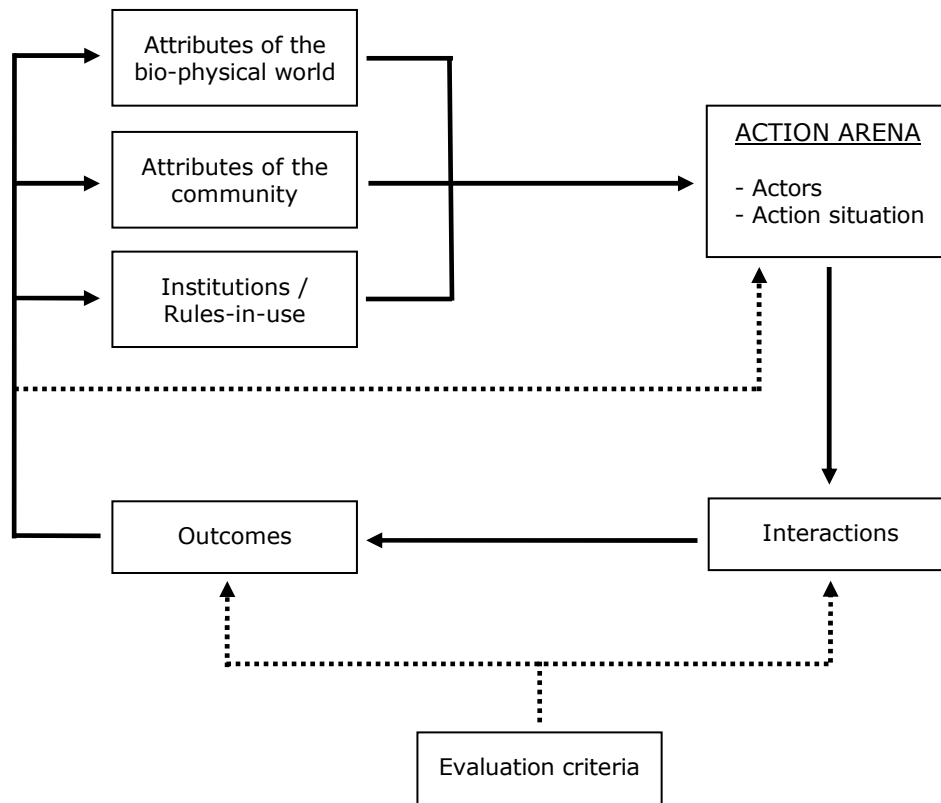 Attributes of the
bio-physical world
Attributes of the
community
Institutions /
Rules-in-use
ACTION ARENA
- Actors
- Action situation
Outcomes
Interactions
Evaluation criteria